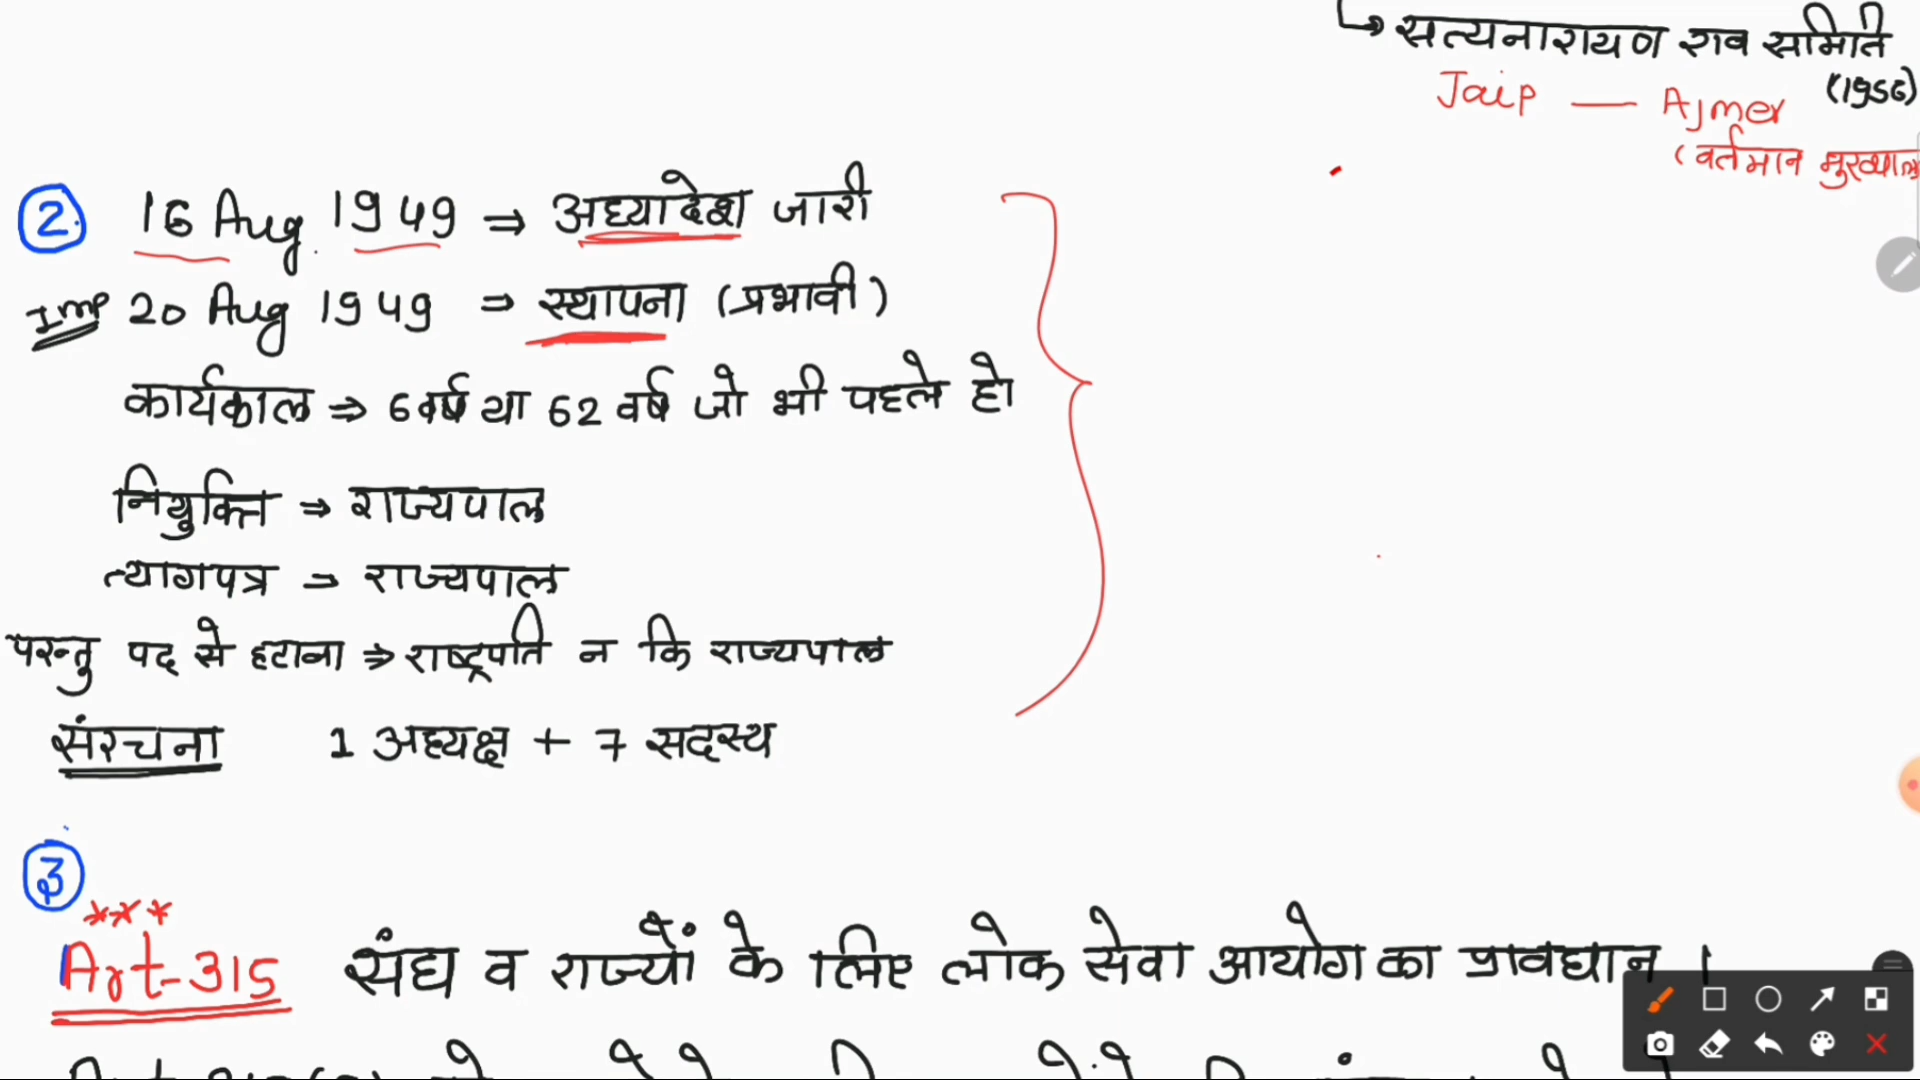 सत्यनारायण राव समिति
(1956)
Jaip — Ajmer
(वर्तमान
② 16 Aug 1949 ⇒ अध्यादेश जारी
Imp 20 Aug 1949 ⇒ स्थापना (प्रभावी)
कार्यकाल ⇒ 6 वर्ष या 62 वर्ष जो भी पहले हो
नियुक्ति ⇒ राज्यपाल
त्यागपत्र ⇒ राज्यपाल
परन्तु पद से हटाना ⇒ राष्ट्रपति न कि राज्यपाल
संरचना 1 अध्यक्ष + 7 सदस्य
③
***
Art-315 संघ व राज्यों के लिए लोक सेवा आयोग का प्रावधान ।